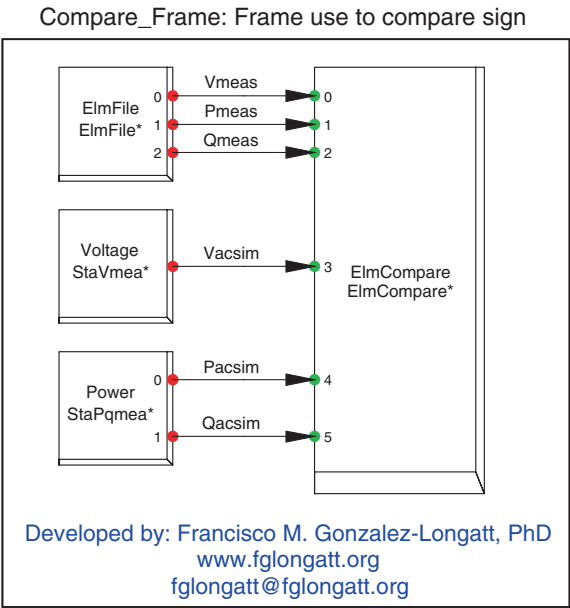 Compare_Frame: Frame use to compare sign
ElmFile
ElmFile*
0
1
2
Vmeas
Pmeas
Qmeas
0
1
2
Voltage
StaVmea*
Vacsim
3
ElmCompare
ElmCompare*
Power
StaPqmea*
0
1
Pacsim
Qacsim
4
5
Developed by: Francisco M. Gonzalez-Longatt, PhD
www.fglongatt.org
fglongatt@fglongatt.org